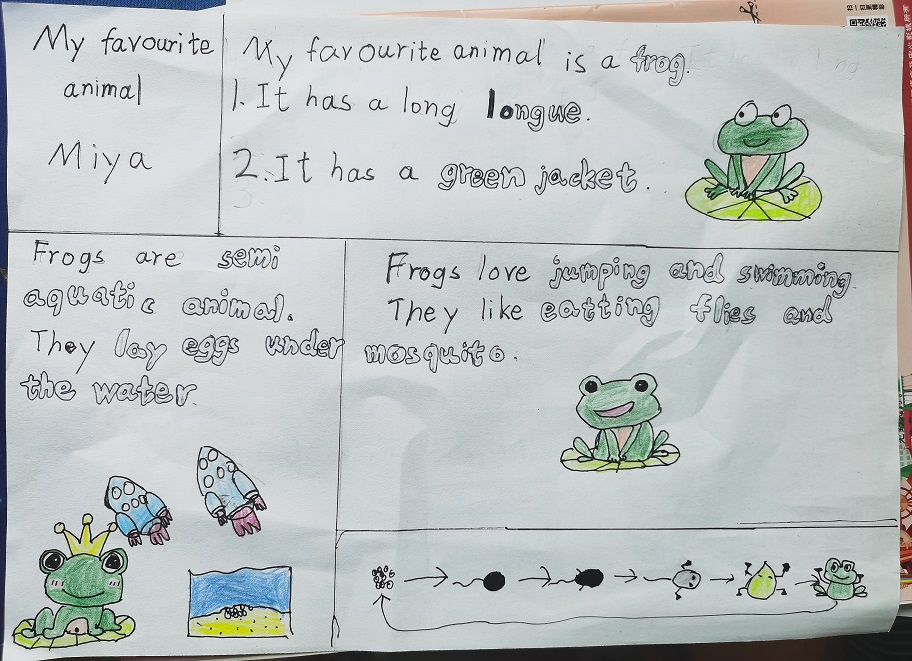 My favourite
animal
Miya
My favourite animal is a frog.
1. It has a long longue.
2. It has a green jacket.
Frogs are semi
aquatic animal.
They lay eggs under
the water.
Frogs love jumping and swimming.
They like eatting flies and
mosquito.